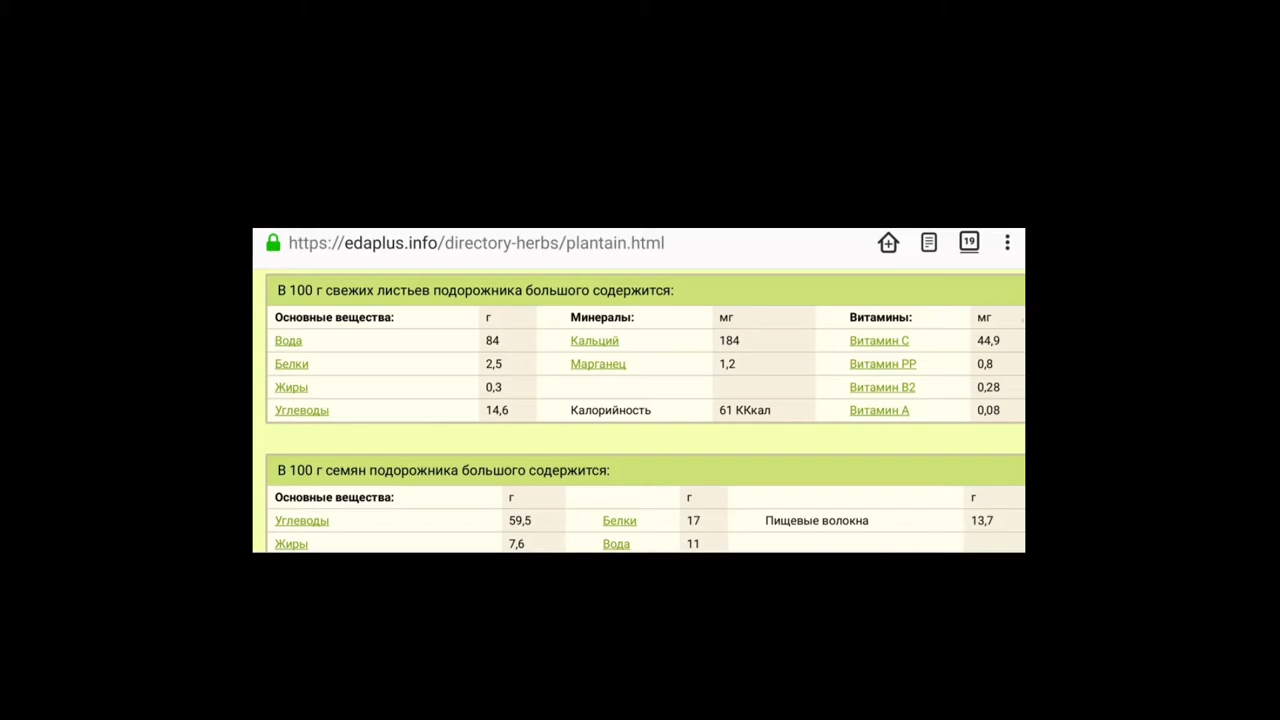 https://edaplus.info/directory-herbs/plantain.html 19
В 100 г свежих листьев подорожника большого содержится:
Основные вещества: г Минералы: мг Витамины: мг
Вода 84 Кальций 184 Витамин C 44,9
Белки 2,5 Марганец 1,2 Витамин PP 0,8
Жиры 0,3 Витамин B2 0,28
Углеводы 14,6 Калорийность 61 ККкал Витамин A 0,08
В 100 г семян подорожника большого содержится:
Основные вещества: г г г
Углеводы 59,5 Белки 17 Пищевые волокна 13,7
Жиры 7,6 Вода 11